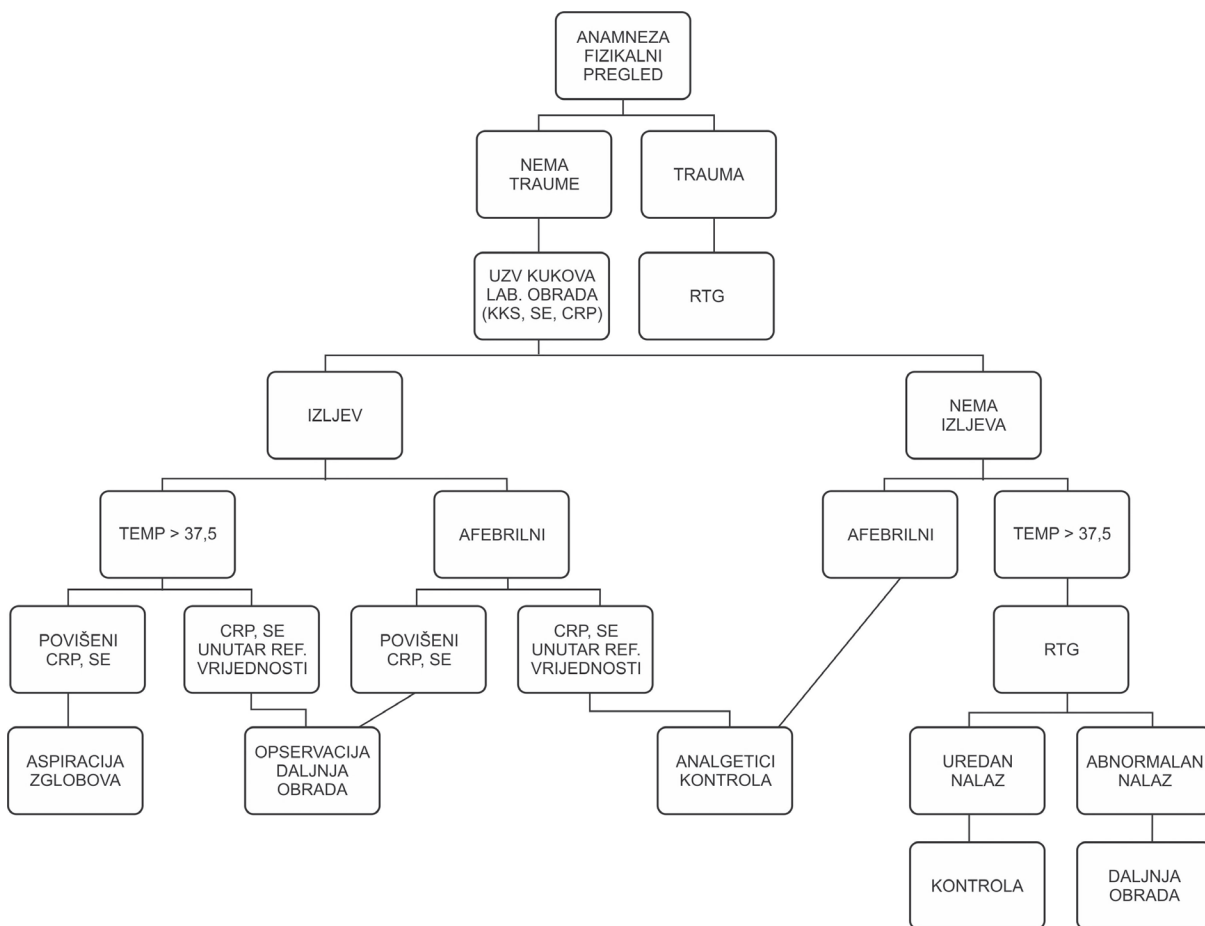 ANAMNEZA
FIZIKALNI
PREGLED
NEMA
TRAUME
TRAUMA
UZV KUKOVA
LAB. OBRADA
(KKS, SE, CRP)
RTG
IZLJEV
NEMA
IZLJEVA
TEMP > 37,5
AFEBRILNI
AFEBRILNI
TEMP > 37,5
POVIŠENI
CRP, SE
CRP, SE
UNUTAR REF.
VRIJEDNOSTI
POVIŠENI
CRP, SE
CRP, SE
UNUTAR REF.
VRIJEDNOSTI
RTG
ASPIRACIJA
ZGLOBOVA
OPSERVACIJA
DALJNJA
OBRADA
ANALGETICI
KONTROLA
UREDAN
NALAZ
ABNORMALAN
NALAZ
KONTROLA
DALJNJA
OBRADA